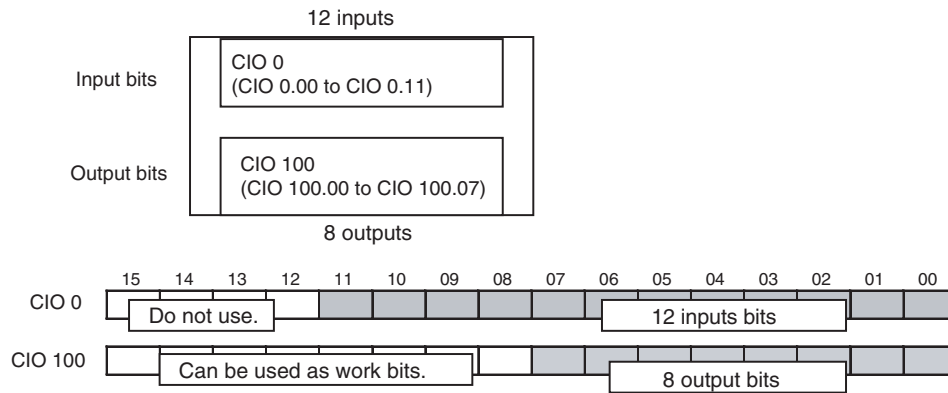 12 inputs
Input bits
CIO 0
(CIO 0.00 to CIO 0.11)
Output bits
CIO 100
(CIO 100.00 to CIO 100.07)
8 outputs
15 14 13 12 11 10 09 08 07 06 05 04 03 02 01 00
CIO 0
Do not use.
12 inputs bits
CIO 100
Can be used as work bits.
8 output bits